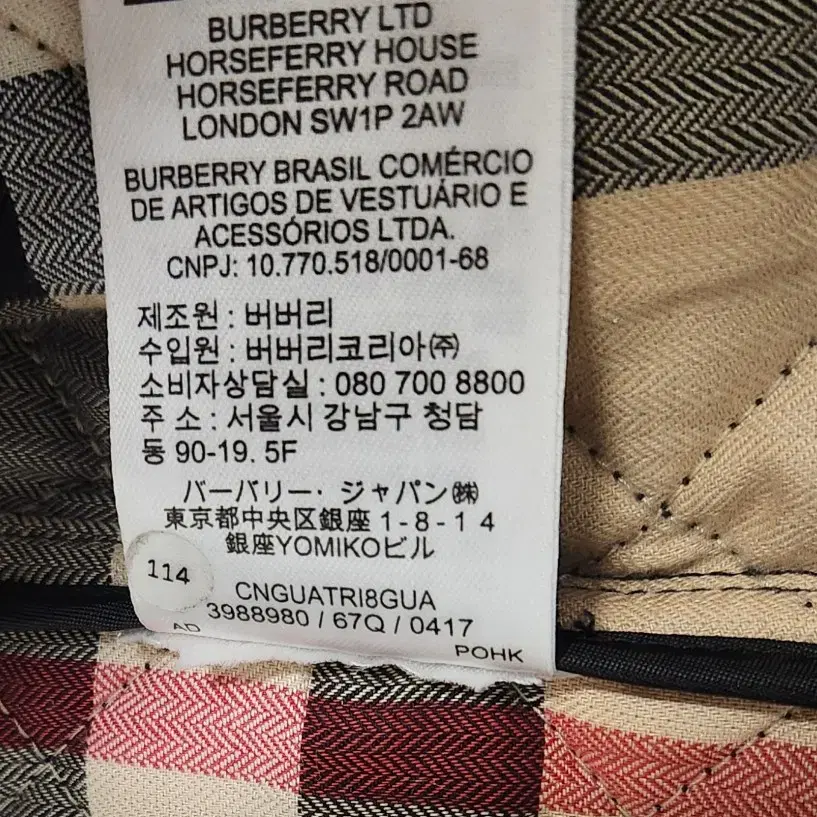 BURBERRY LTD
HORSEFERRY HOUSE
HORSEFERRY ROAD
LONDON SW1P 2AW
BURBERRY BRASIL COMÉRCIO
DE ARTIGOS DE VESTUÁRIO E
ACESSÓRIOS LTDA.
CNPJ: 10.770.518/0001-68
제조원 : 버버리
수입원 : 버버리코리아㈜
소비자상담실 : 080 700 8800
주 소 : 서울시 강남구 청담
동 90-19. 5F
バーバリー・ジャパン㈱
東京都中央区銀座 1-8-14
銀座YOMIKOビル
114
CNGUATRI8GUA
3988980 / 67Q / 0417
AD
POHK